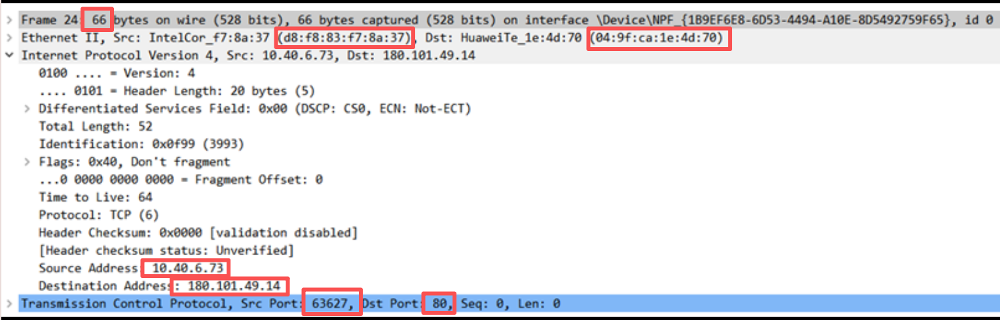 Frame 24: 66 bytes on wire (528 bits), 66 bytes captured (528 bits) on interface \Device\NPF_{1B9EF6E8-6D53-4494-A10E-8D5492759F65}, id 0
Ethernet II, Src: IntelCor_f7:8a:37 (d8:f8:83:f7:8a:37), Dst: HuaweiTe_1e:4d:70 (04:9f:ca:1e:4d:70)
Internet Protocol Version 4, Src: 10.40.6.73, Dst: 180.101.49.14
0100 .... = Version: 4
.... 0101 = Header Length: 20 bytes (5)
Differentiated Services Field: 0x00 (DSCP: CS0, ECN: Not-ECT)
Total Length: 52
Identification: 0x0f99 (3993)
Flags: 0x40, Don't fragment
...0 0000 0000 0000 = Fragment Offset: 0
Time to Live: 64
Protocol: TCP (6)
Header Checksum: 0x0000 [validation disabled]
[Header checksum status: Unverified]
Source Address: 10.40.6.73
Destination Address: 180.101.49.14
Transmission Control Protocol, Src Port: 63627, Dst Port: 80, Seq: 0, Len: 0